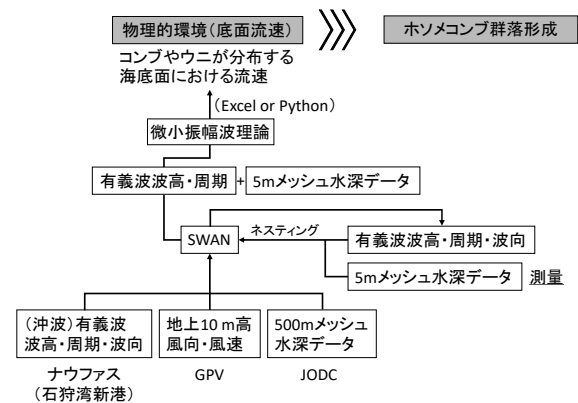 物理的環境（底面流速）
ホソメコンブ群落形成
コンブやウニが分布する
海底面における流速
（Excel or Python）
微小振幅波理論
有義波波高・周期
+
5mメッシュ水深データ
SWAN
ネスティング
有義波波高・周期・波向
5mメッシュ水深データ
測量
（沖波）有義波
波高・周期・波向
地上10 m高
風向・風速
500mメッシュ
水深データ
ナウファス
（石狩湾新港）
GPV
JODC